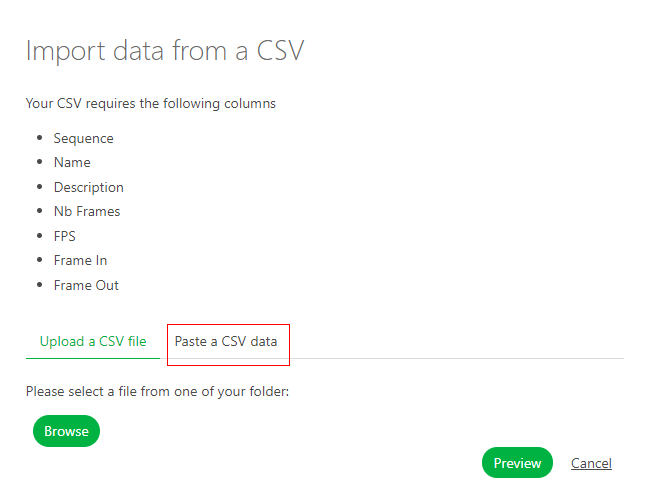 Import data from a CSV
Your CSV requires the following columns
Sequence
Name
Description
Nb Frames
FPS
Frame In
Frame Out
Upload a CSV file Paste a CSV data
Please select a file from one of your folder:
Browse
Preview Cancel